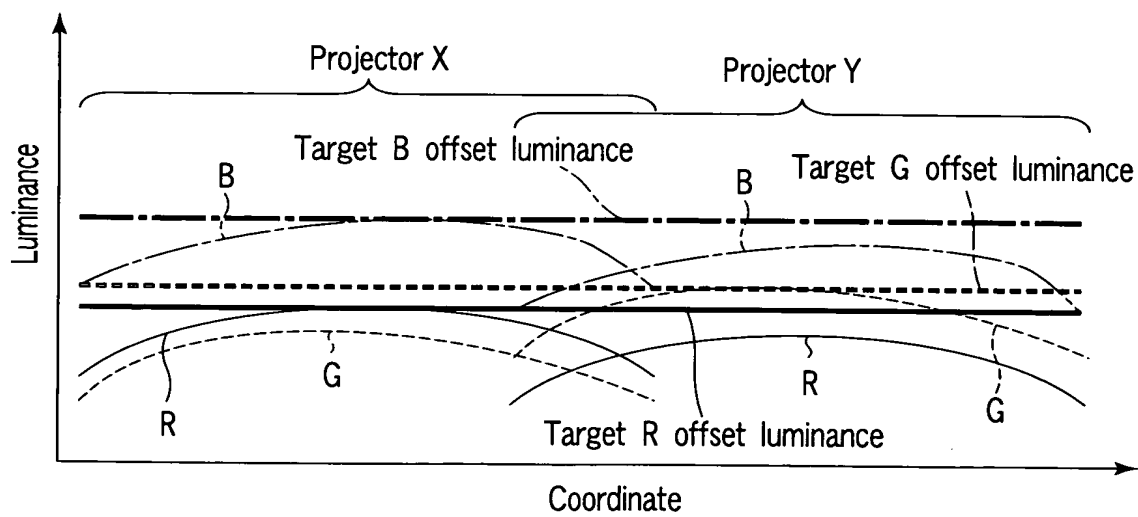 Projector X
Projector Y
Target B offset luminance
Target G offset luminance
B
B
Luminance
R
G
R
G
Target R offset luminance
Coordinate